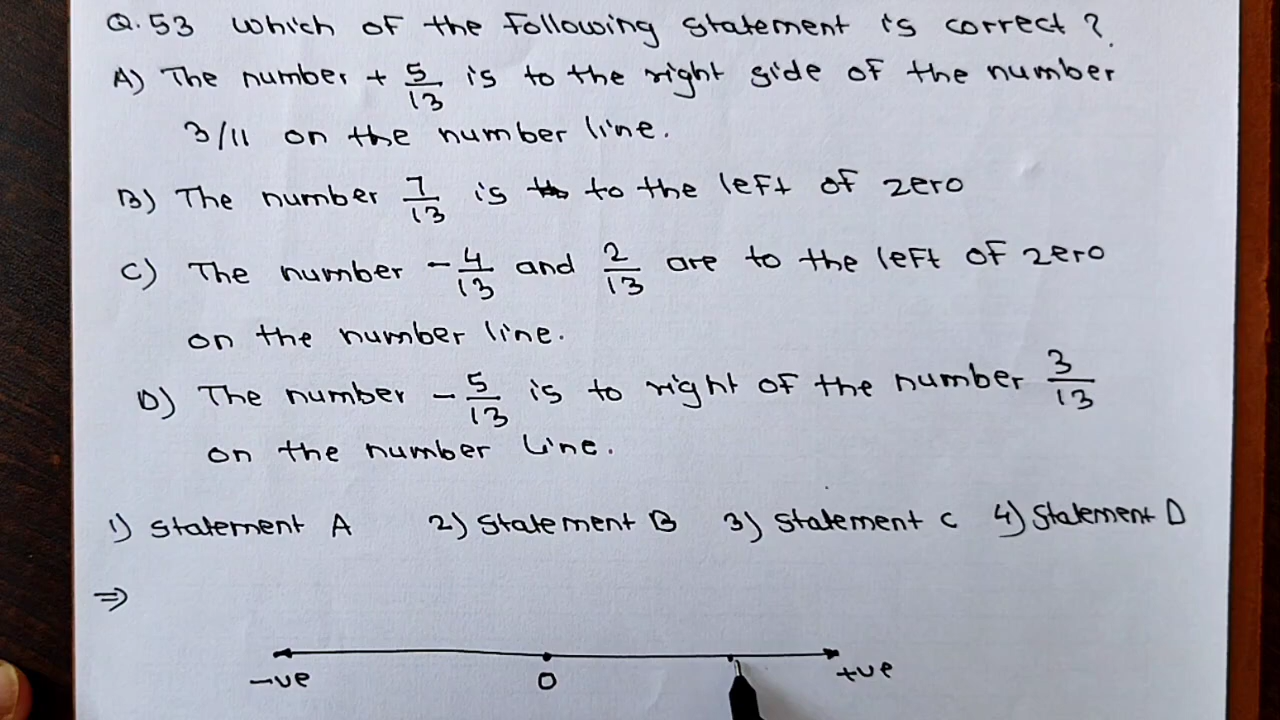 Q.53 Which of the following statement is correct ?
A) The number + 5/13 is to the right side of the number
3/11 on the number line.
B) The number 7/13 is to the left of zero
C) The number - 4/13 and 2/13 are to the left of zero
on the number line.
D) The number - 5/13 is to right of the number 3/13
on the number line.
1) Statement A 2) Statement B 3) Statement C 4) Statement D
⇒
-ve 0 +ve